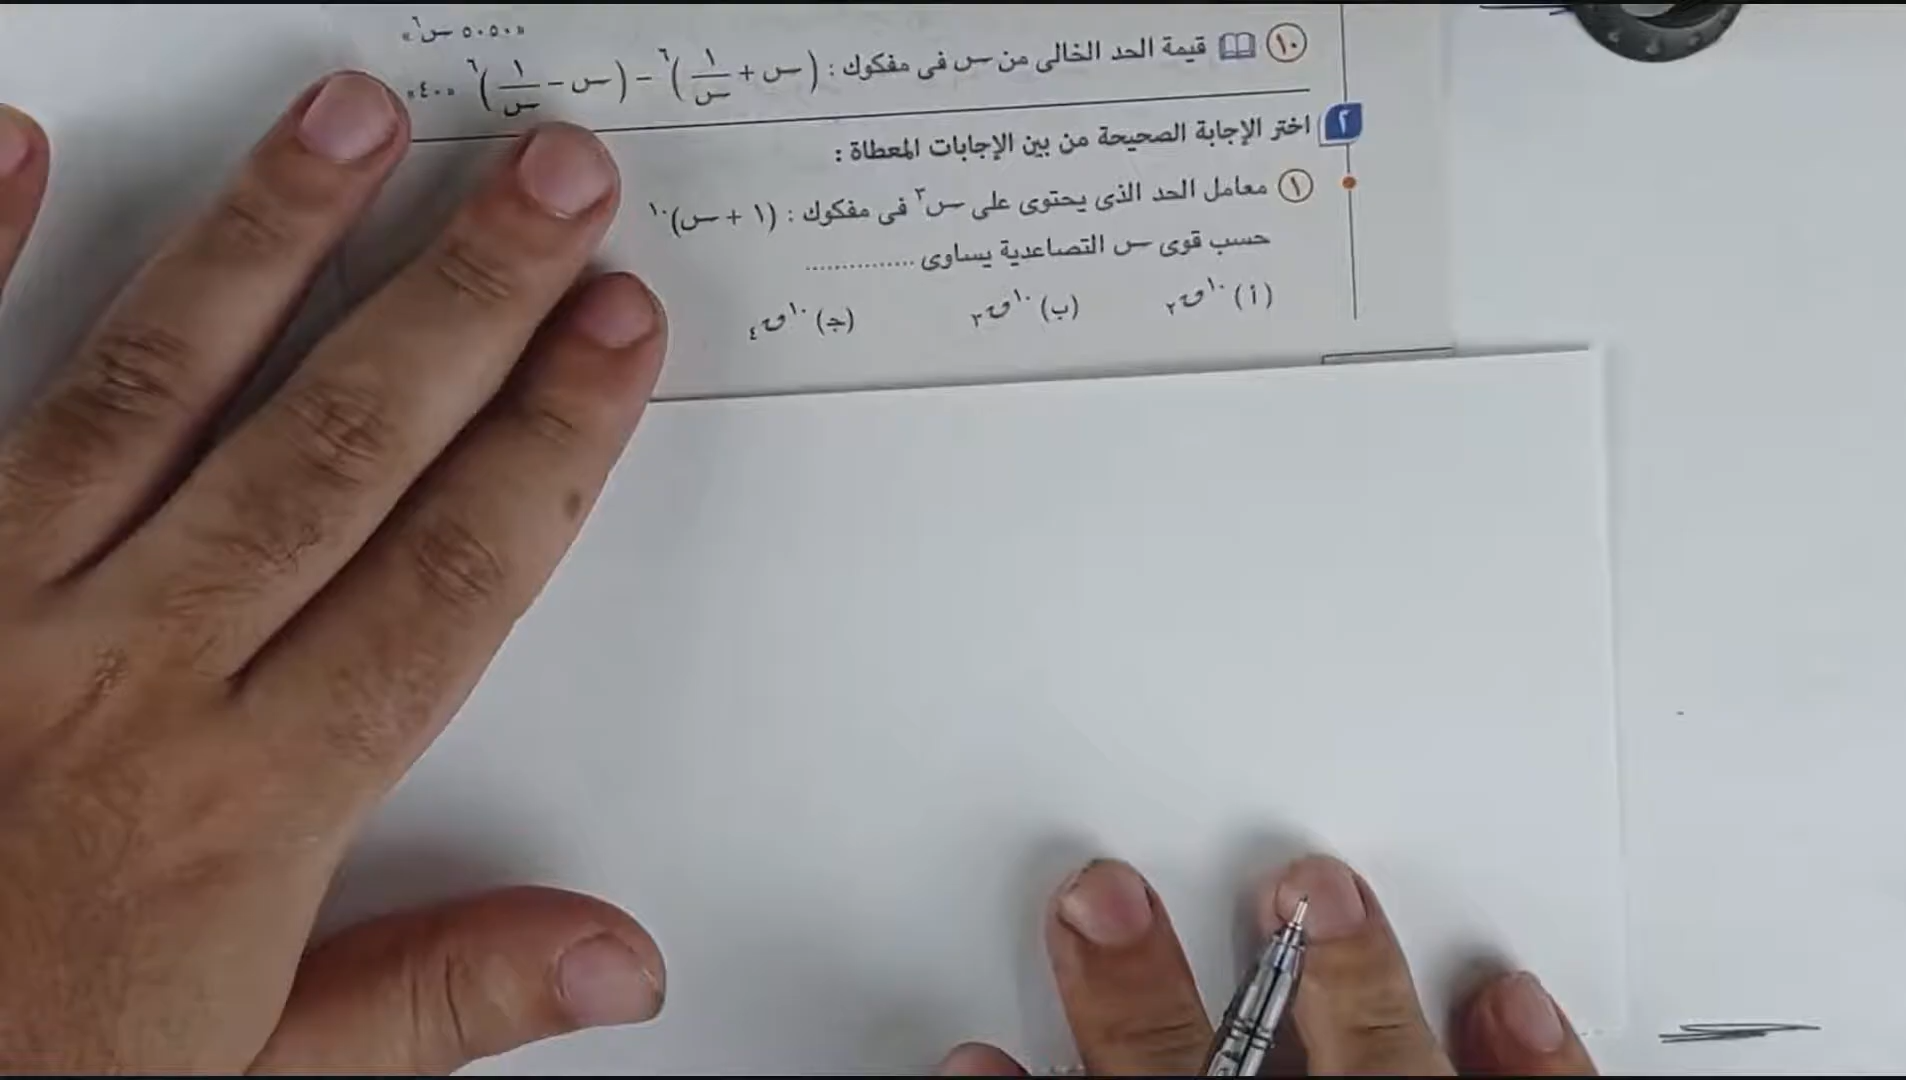 «٥٠٥٠ س٦»
١٠ قيمة الحد الخالى من س فى مفكوك : (س + ١/س)٦ − (س − ١/س)٦ «٤٠»
٢ اختر الإجابة الصحيحة من بين الإجابات المعطاة :
١ معامل الحد الذى يحتوى على س٣ فى مفكوك : (١ + س)١٠
حسب قوى س التصاعدية يساوى ...............
(أ) ١٠ق٢ (ب) ١٠ق٣ (جـ) ١٠ق٤